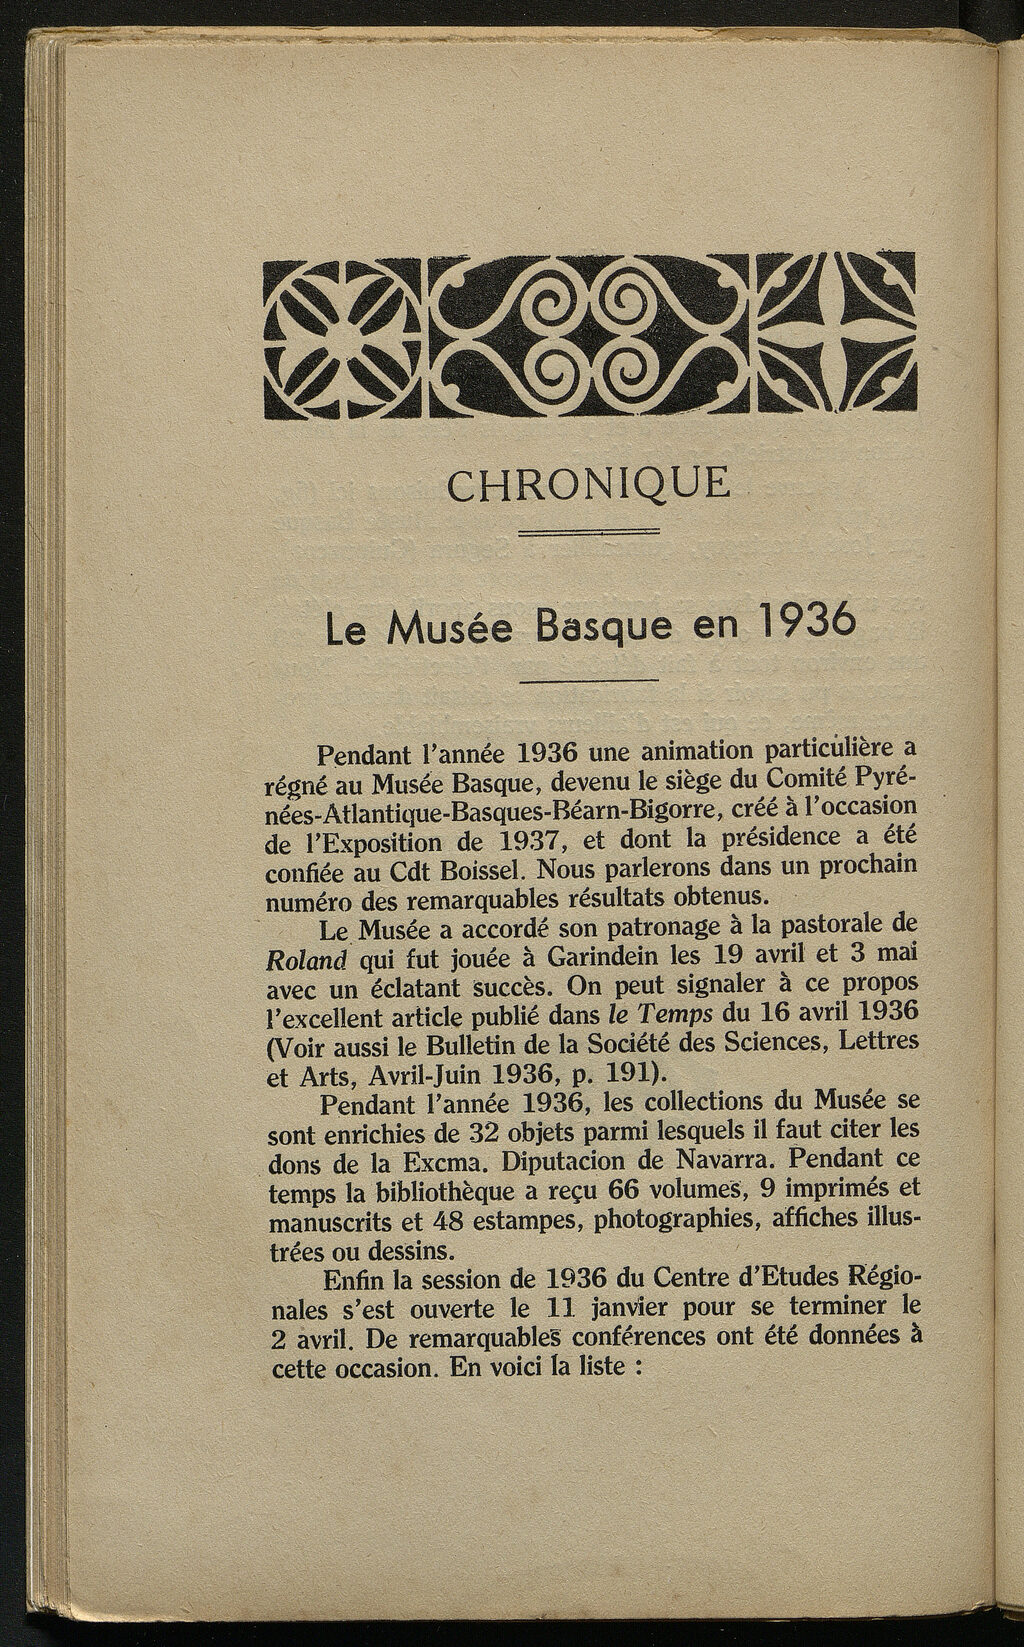 CHRONIQUE
Le Musée Basque en 1936
Pendant l'année 1936 une animation particulière a
régné au Musée Basque, devenu le siège du Comité Pyré-
nées-Atlantique-Basques-Béarn-Bigorre, créé à l'occasion
de l'Exposition de 1937, et dont la présidence a été
confiée au Cdt Boissel. Nous parlerons dans un prochain
numéro des remarquables résultats obtenus.
Le Musée a accordé son patronage à la pastorale de
Roland qui fut jouée à Garindein les 19 avril et 3 mai
avec un éclatant succès. On peut signaler à ce propos
l'excellent article publié dans le Temps du 16 avril 1936
(Voir aussi le Bulletin de la Société des Sciences, Lettres
et Arts, Avril-Juin 1936, p. 191).
Pendant l'année 1936, les collections du Musée se
sont enrichies de 32 objets parmi lesquels il faut citer les
dons de la Excma. Diputacion de Navarra. Pendant ce
temps la bibliothèque a reçu 66 volumes, 9 imprimés et
manuscrits et 48 estampes, photographies, affiches illus-
trées ou dessins.
Enfin la session de 1936 du Centre d'Etudes Régio-
nales s'est ouverte le 11 janvier pour se terminer le
2 avril. De remarquables conférences ont été données à
cette occasion. En voici la liste :